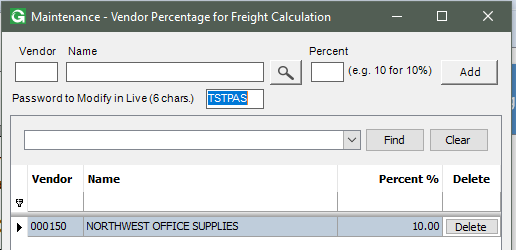 G Maintenance - Vendor Percentage for Freight Calculation
Vendor Name Percent
(e.g. 10 for 10%) Add
Password to Modify in Live (6 chars.) TSTPAS
Find Clear
Vendor Name Percent % Delete
000150 NORTHWEST OFFICE SUPPLIES 10.00 Delete